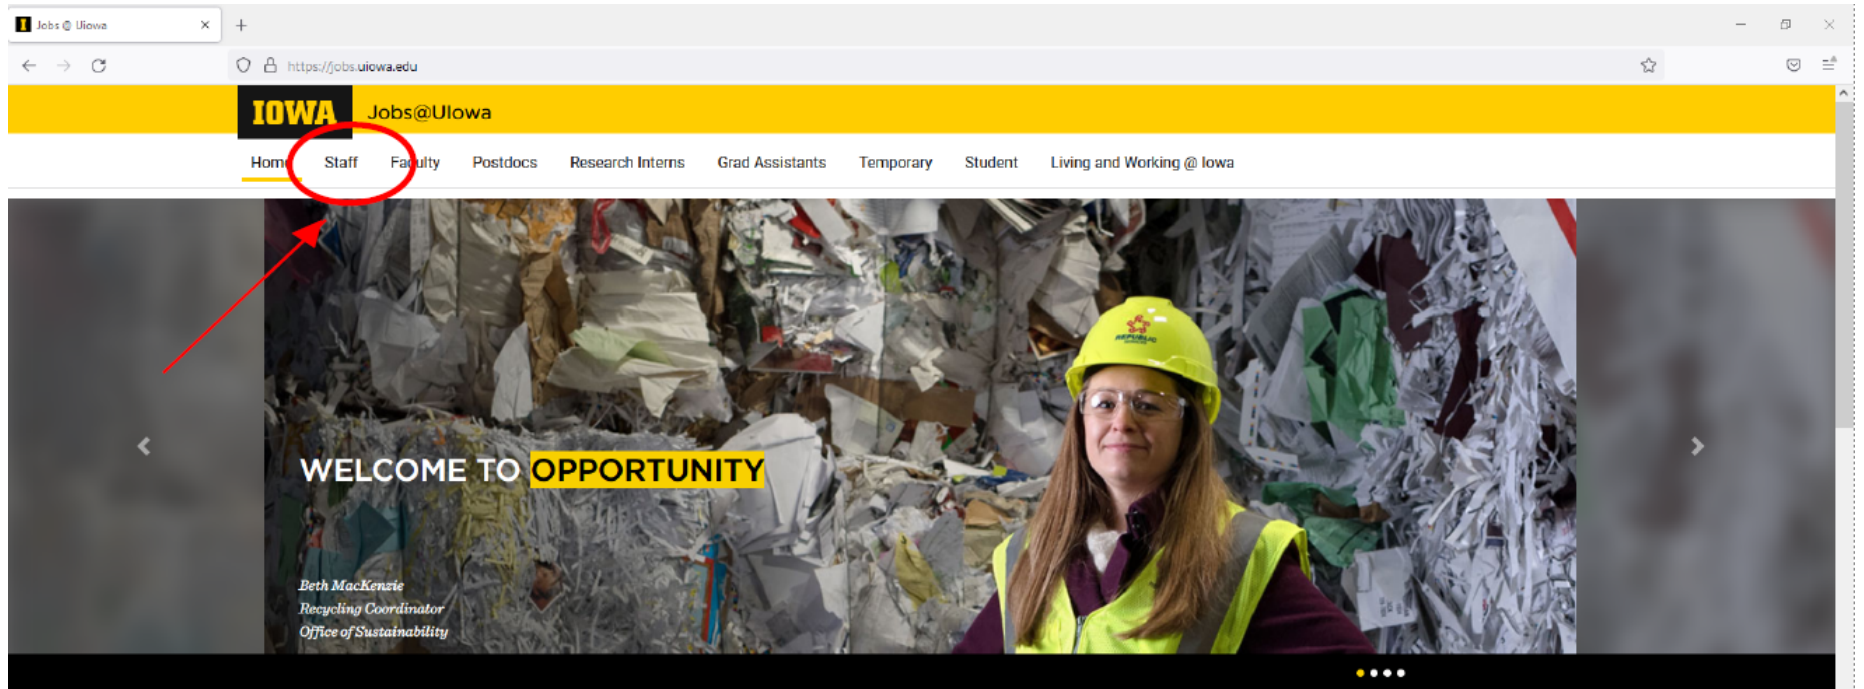 Jobs @ Uiowa
https://jobs.uiowa.edu
IOWA Jobs@UIowa
Home Staff Faculty Postdocs Research Interns Grad Assistants Temporary Student Living and Working @ Iowa
REPUBLIC
WELCOME TO OPPORTUNITY
Beth MacKenzie
Recycling Coordinator
Office of Sustainability